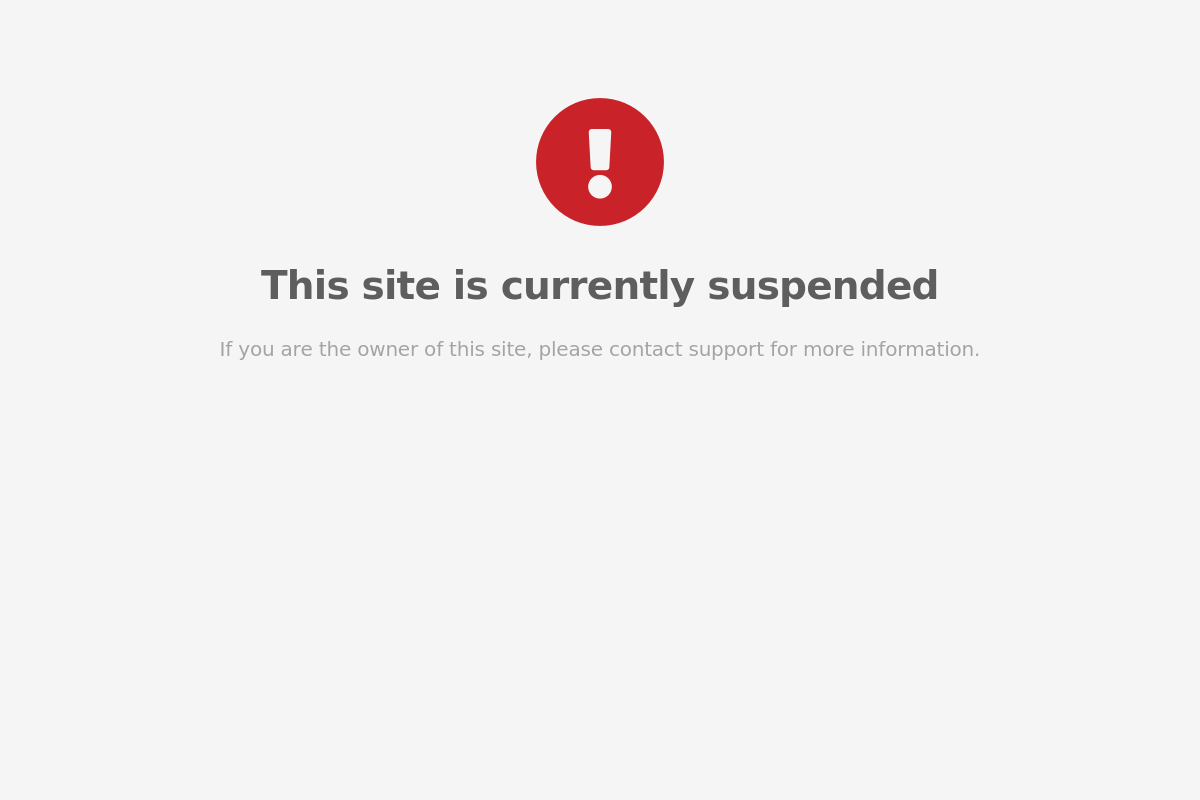 This site is currently suspended
If you are the owner of this site, please contact support for more information.